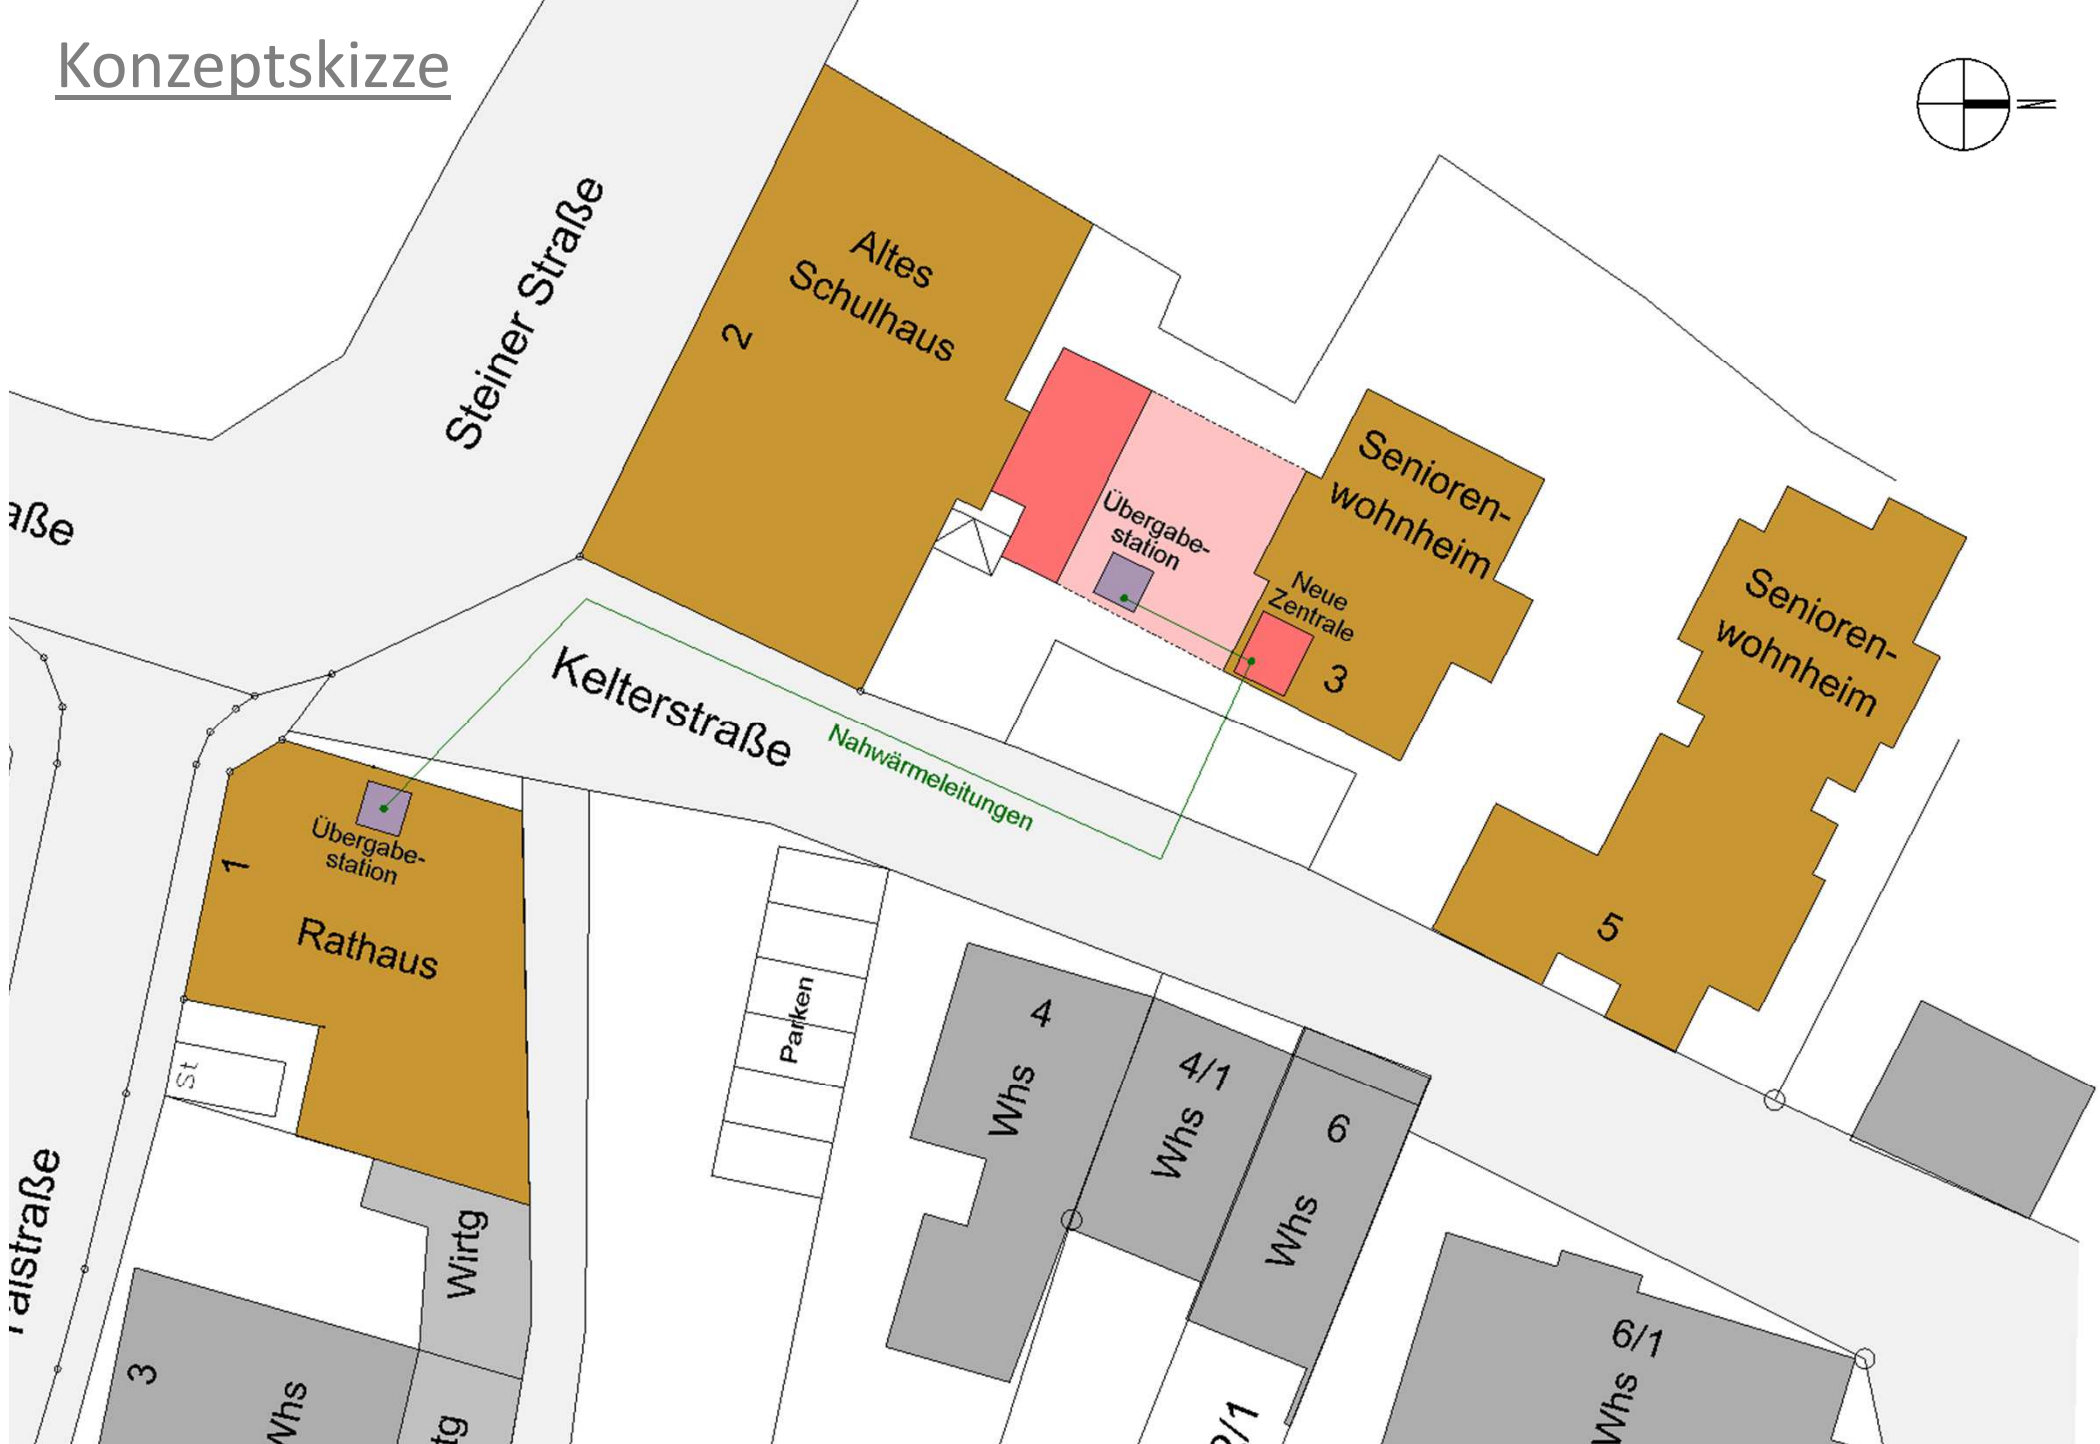 Konzeptskizze
N
Steiner Straße
aße
Altes
Schulhaus
2
Senioren-
wohnheim
Übergabe-
station
Neue
Zentrale
3
Senioren-
wohnheim
5
Kelterstraße
Nahwärmeleitungen
Übergabe-
station
1
Rathaus
St
Parken
4
Whs
4/1
Whs
6
Whs
6/1
Whs
Wirtg
3
Whs
tg
2/1
alstraße